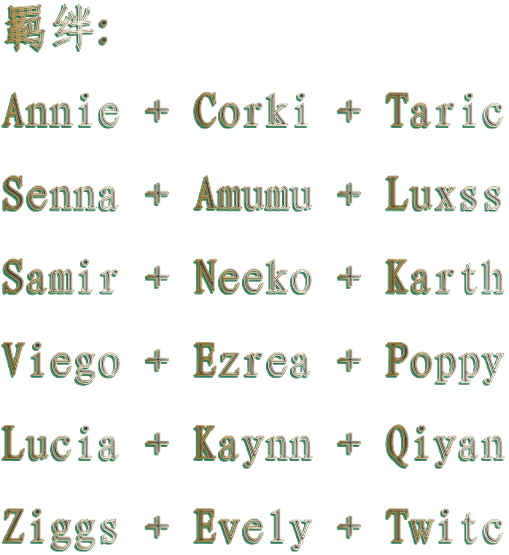 羁绊:
Annie + Corki + Taric
Senna + Amumu + Luxss
Samir + Neeko + Karth
Viego + Ezrea + Poppy
Lucia + Kaynn + Qiyan
Ziggs + Evely + Twitc